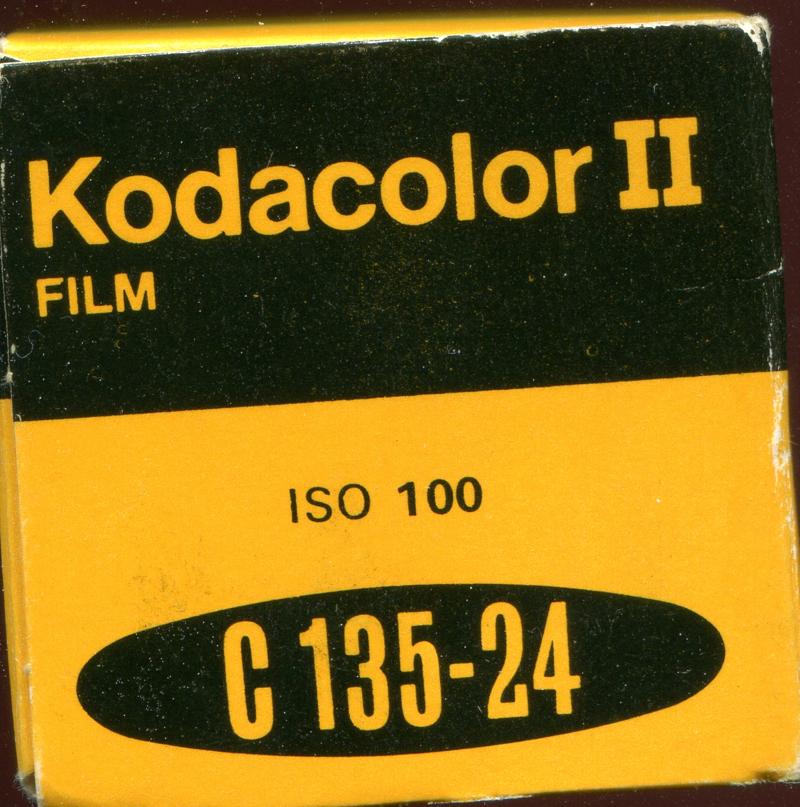 Kodacolor II
FILM
ISO 100
C 135-24